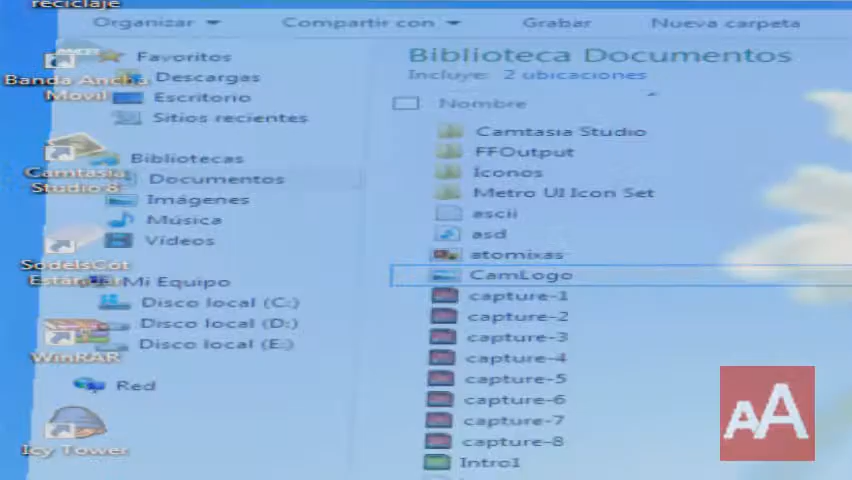 reciclaje
Organizar
Compartir con
Grabar
Nueva carpeta
Banda Ancha
Movil
Camtasia
Studio 8
WinRAR
Icy Tower
Favoritos
Descargas
Escritorio
Sitios recientes
Bibliotecas
Documentos
Imágenes
Música
Vídeos
Mi Equipo
Disco local (C:)
Disco local (D:)
Disco local (E:)
Red
Biblioteca Documentos
Incluye: 2 ubicaciones
Nombre
Camtasia Studio
FFOutput
Iconos
Metro UI Icon Set
ascii
asd
atomixas
CamLogo
capture-1
capture-2
capture-3
capture-4
capture-5
capture-6
capture-7
capture-8
Intro1
AA